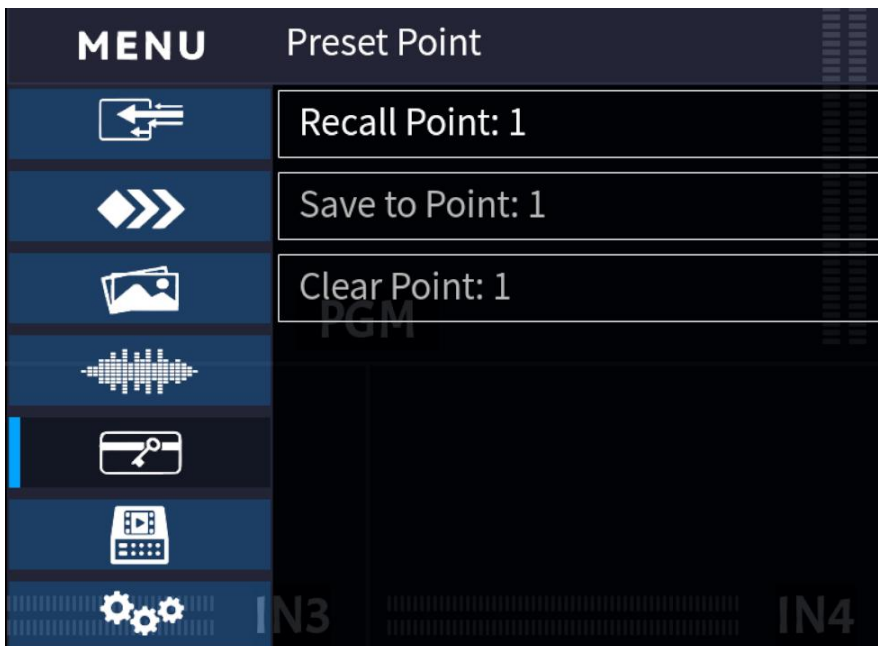 MENU Preset Point
Recall Point: 1
Save to Point: 1
Clear Point: 1
PGM
IN3 IN4